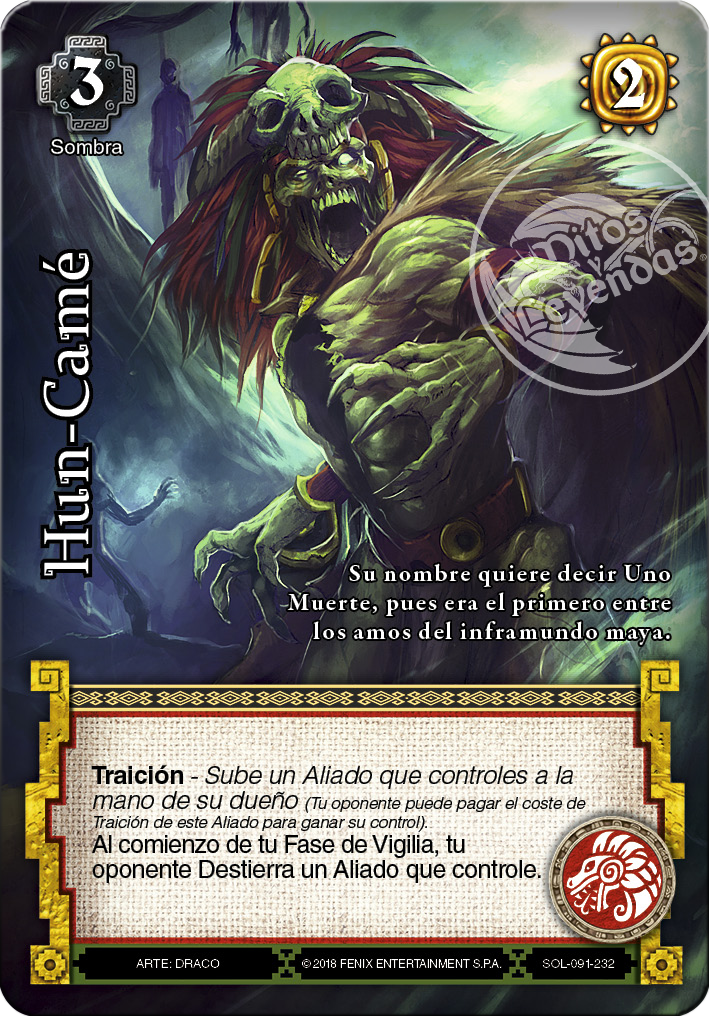 3
Sombra
2
Mitos
y
Leyendas®
Hun-Camé
Su nombre quiere decir Uno
Muerte, pues era el primero entre
los amos del inframundo maya.
Traición - Sube un Aliado que controles a la
mano de su dueño (Tu oponente puede pagar el coste de
Traición de este Aliado para ganar su control).
Al comienzo de tu Fase de Vigilia, tu
oponente Destierra un Aliado que controle.
ARTE: DRACO
© 2018 FENIX ENTERTAINMENT S.P.A.
SOL-091-232